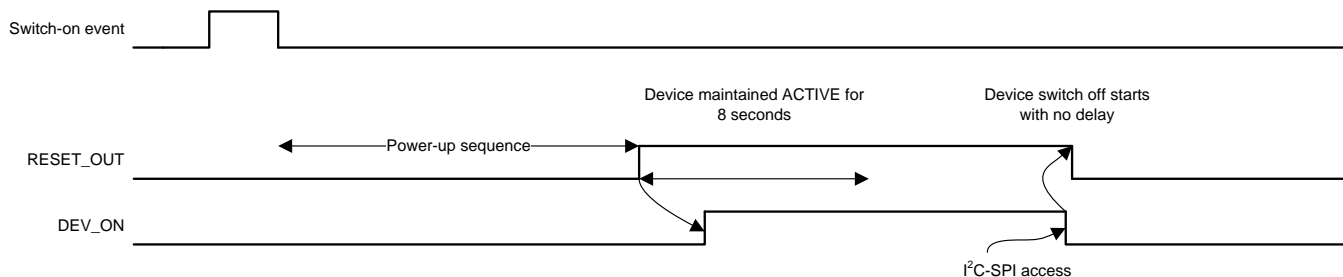 Switch-on event
Device maintained ACTIVE for
8 seconds
Device switch off starts
with no delay
Power-up sequence
RESET_OUT
DEV_ON
I²C-SPI access